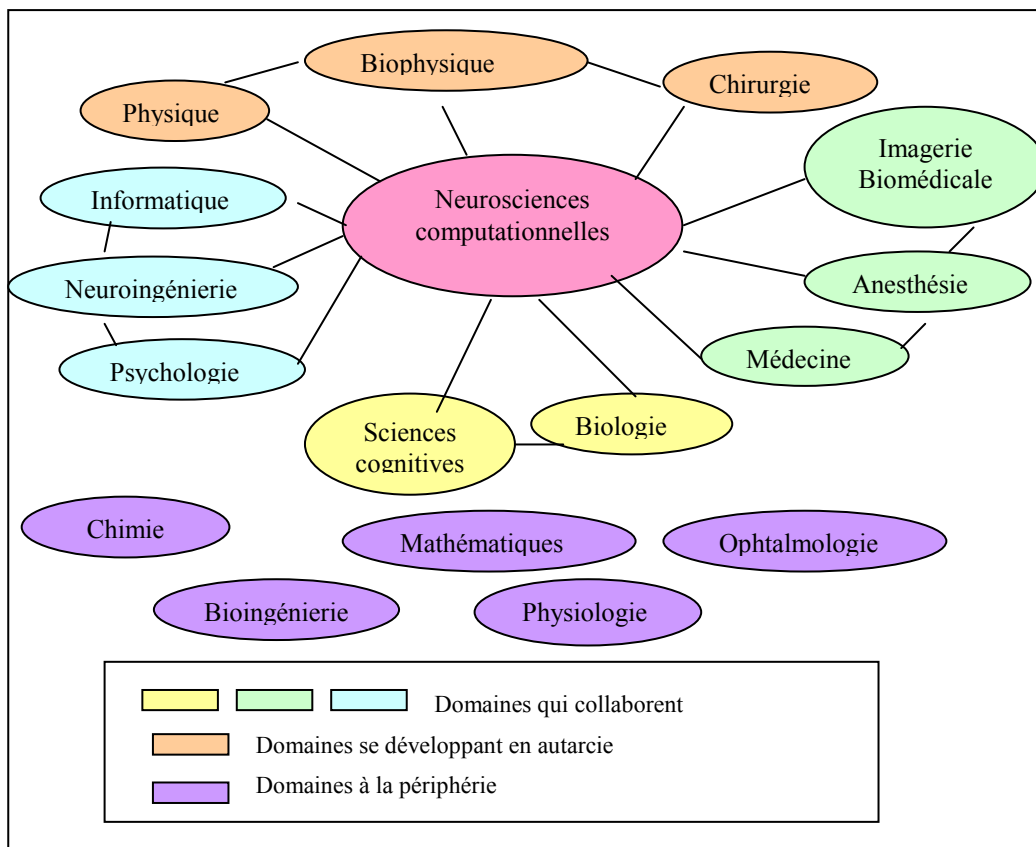 Biophysique
Chirurgie
Physique
Imagerie
Biomédicale
Informatique
Neurosciences
computationnelles
Neuroingénierie
Anesthésie
Psychologie
Médecine
Sciences
cognitives
Biologie
Chimie
Mathématiques
Ophtalmologie
Bioingénierie
Physiologie
Domaines qui collaborent
Domaines se développant en autarcie
Domaines à la périphérie